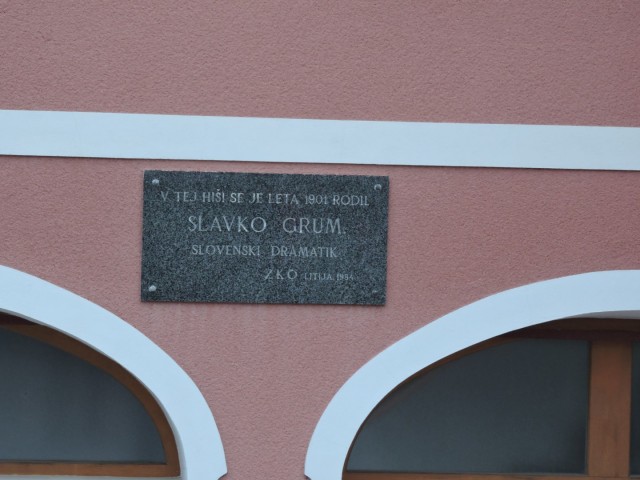 V TEJ HIŠI SE JE LETA 1901 RODIL
SLAVKO GRUM,
SLOVENSKI DRAMATIK
ZKO LITIJA